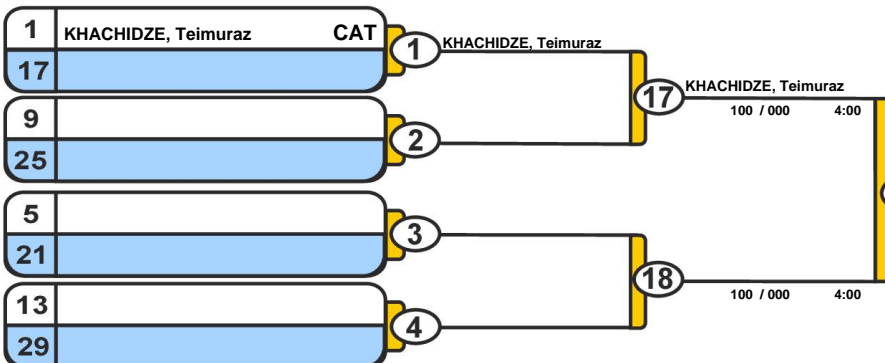 1 KHACHIDZE, Teimuraz CAT
17
1 KHACHIDZE, Teimuraz
9
25
2
17 KHACHIDZE, Teimuraz
100 / 000 4:00
5
21
3
13
29
4
18
100 / 000 4:00